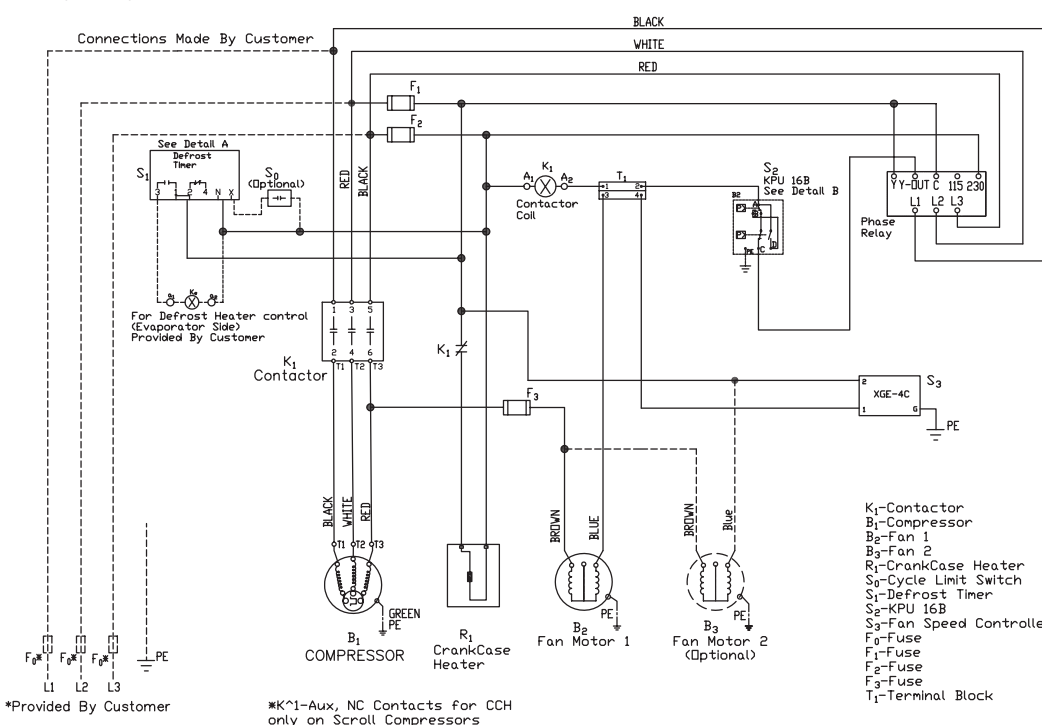 BLACK
Connections Made By Customer
WHITE
RED
F1
F2
See Detail A
Defrost
Timer
S1
3 2 4 N X
S0
(Optional)
RED
BLACK
K1
A1 A2
Contactor
Coil
T1
1 2
3 4
S2
KPU 16B
See Detail B
B2
A
B
P
P
PE
C
D
Y Y-OUT C 115 230
L1 L2 L3
Phase
Relay
For Defrost Heater control
(Evaporator Side)
Provided By Customer
1 3 5
2 4 6
T1 T2 T3
K1
Contactor
K1
F3
2
XGE-4C
1 G
S3
PE
BLACK
WHITE
RED
BROWN
BLUE
BROWN
Blue
T1 T2 T3
GREEN
PE
B1
COMPRESSOR
R1
CrankCase
Heater
PE
B2
Fan Motor 1
PE
B3
Fan Motor 2
(Optional)
K1-Contactor
B1-Compressor
B2-Fan 1
B3-Fan 2
R1-CrankCase Heater
S0-Cycle Limit Switch
S1-Defrost Timer
S2-KPU 16B
S3-Fan Speed Controlle
F0-Fuse
F1-Fuse
F2-Fuse
F3-Fuse
T1-Terminal Block
F0* F0* F0*
PE
L1 L2 L3
*Provided By Customer
*K^1-Aux, NC Contacts for CCH
only on Scroll Compressors